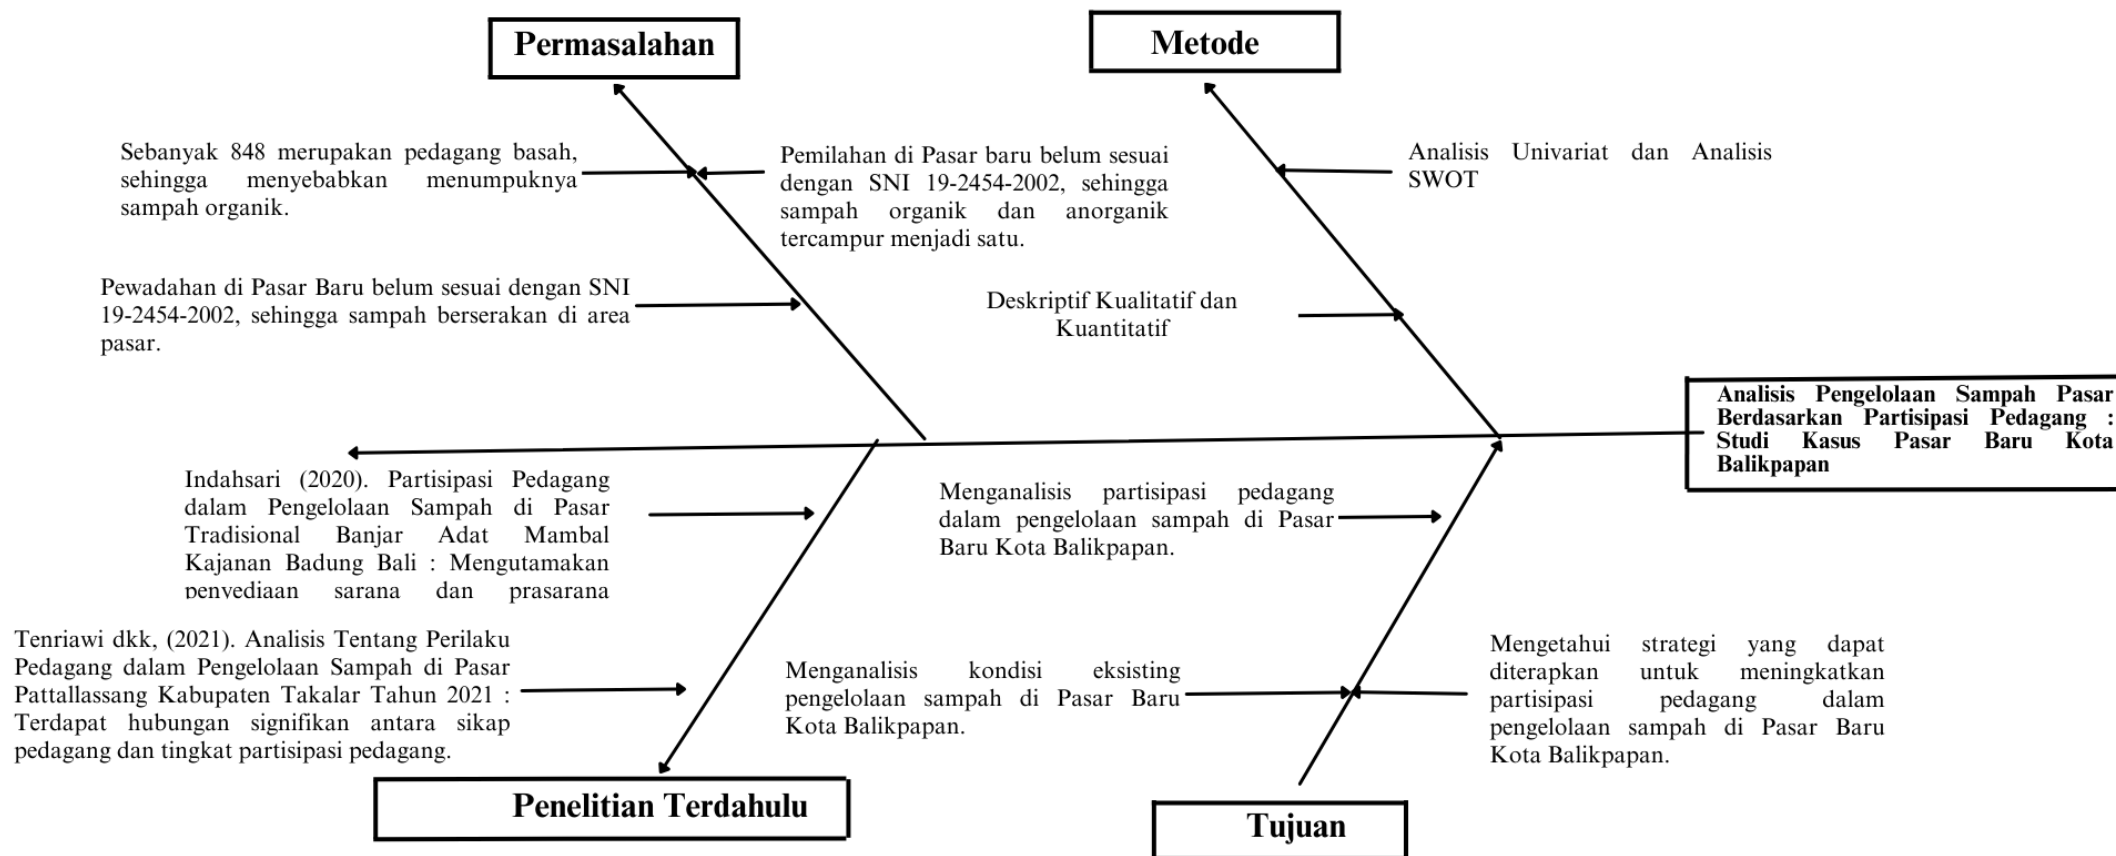 Permasalahan
Metode
Sebanyak 848 merupakan pedagang basah,
sehingga menyebabkan menumpuknya
sampah organik.
Pemilahan di Pasar baru belum sesuai
dengan SNI 19-2454-2002, sehingga
sampah organik dan anorganik
tercampur menjadi satu.
Analisis Univariat dan Analisis
SWOT
Pewadahan di Pasar Baru belum sesuai dengan SNI
19-2454-2002, sehingga sampah berserakan di area
pasar.
Deskriptif Kualitatif dan
Kuantitatif
Analisis Pengelolaan Sampah Pasar
Berdasarkan Partisipasi Pedagang :
Studi Kasus Pasar Baru Kota
Balikpapan
Indahsari (2020). Partisipasi Pedagang
dalam Pengelolaan Sampah di Pasar
Tradisional Banjar Adat Mambal
Kajanan Badung Bali : Mengutamakan
penyediaan sarana dan prasarana
Menganalisis partisipasi pedagang
dalam pengelolaan sampah di Pasar
Baru Kota Balikpapan.
Tenriawi dkk, (2021). Analisis Tentang Perilaku
Pedagang dalam Pengelolaan Sampah di Pasar
Pattallassang Kabupaten Takalar Tahun 2021 :
Terdapat hubungan signifikan antara sikap
pedagang dan tingkat partisipasi pedagang.
Menganalisis kondisi eksisting
pengelolaan sampah di Pasar Baru
Kota Balikpapan.
Mengetahui strategi yang dapat
diterapkan untuk meningkatkan
partisipasi pedagang dalam
pengelolaan sampah di Pasar Baru
Kota Balikpapan.
Penelitian Terdahulu
Tujuan